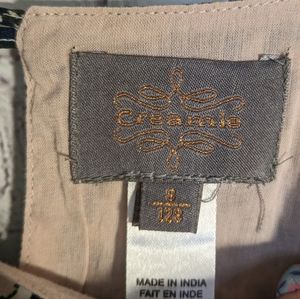 Creamie
8
128
MADE IN INDIA
FAIT EN INDE